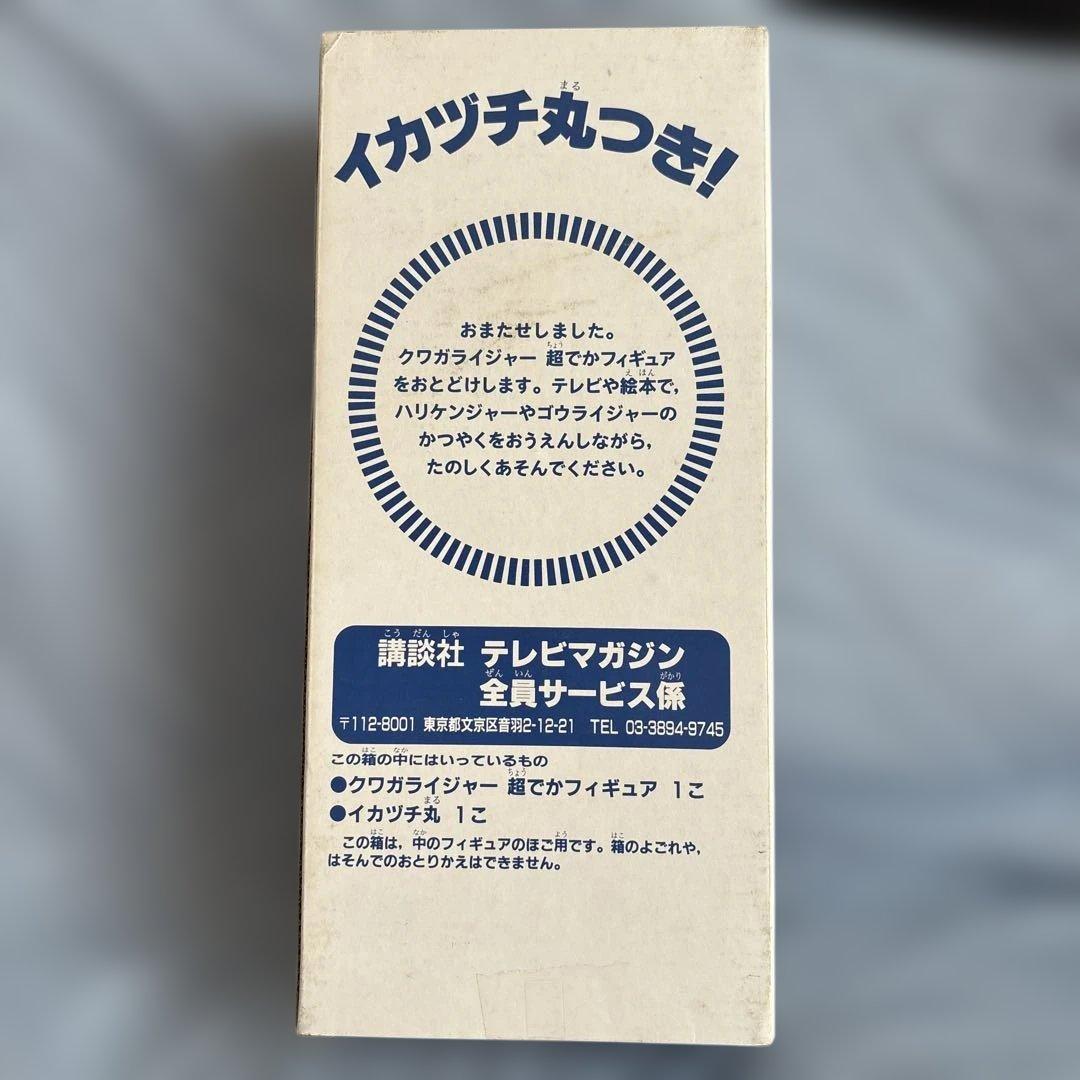 イカヅチ丸つき!
おまたせしました。
クワガライジャー 超でかフィギュア
をおとどけします。テレビや絵本で,
ハリケンジャーやゴウライジャーの
かつやくをおうえんしながら,
たのしくあそんでください。
講談社 テレビマガジン
全員サービス係
〒112-8001 東京都文京区音羽2-12-21 TEL 03-3894-9745
この箱の中にはいっているもの
●クワガライジャー 超でかフィギュア 1こ
●イカヅチ丸 1こ
この箱は, 中のフィギュアのほご用です。箱のよごれや,
はそんでのおとりかえはできません。